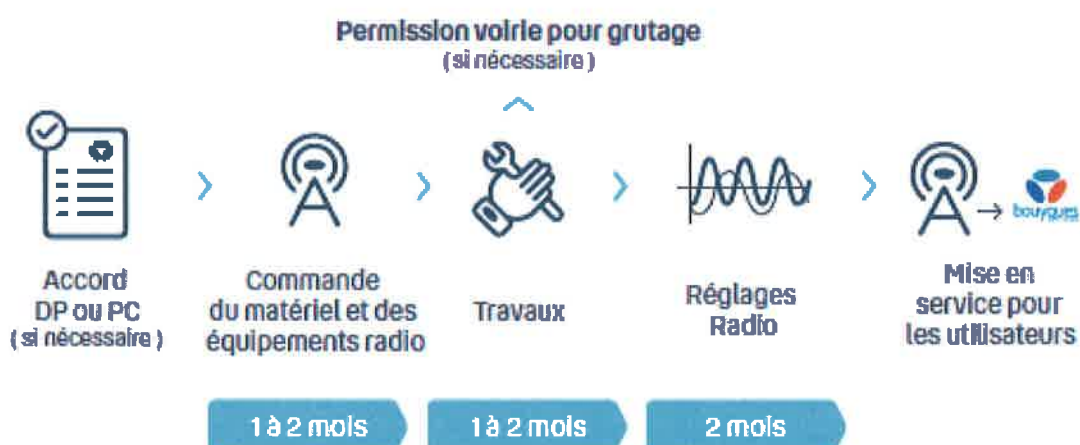 Permission voirie pour grutage
( si nécessaire )
bouygues
Accord
DP ou PC
( si nécessaire )
Commande
du matériel et des
équipements radio
Travaux
Réglages
Radio
Mise en
service pour
les utilisateurs
1 à 2 mois
1 à 2 mois
2 mois